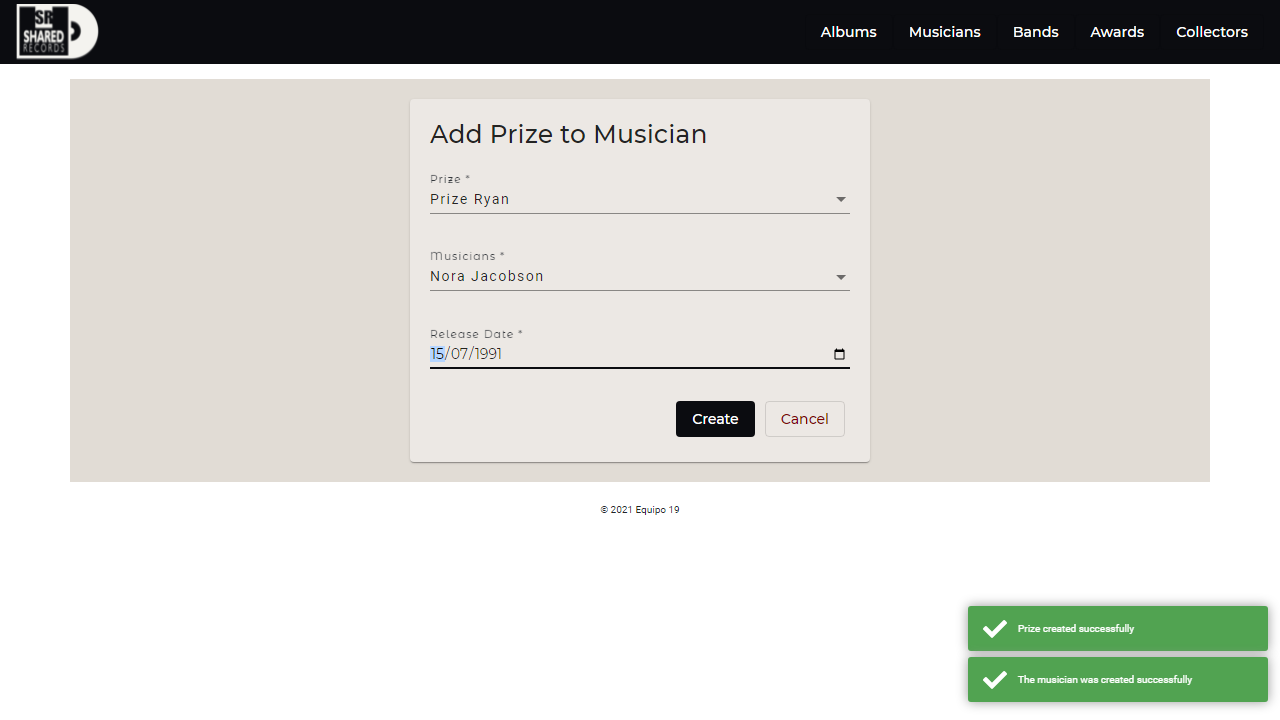 SR
SHARED
RECORDS
Albums
Musicians
Bands
Awards
Collectors
Add Prize to Musician
Prize *
Prize Ryan
Musicians *
Nora Jacobson
Release Date *
15/07/1991
Create
Cancel
© 2021 Equipo 19
Prize created successfully
The musician was created successfully